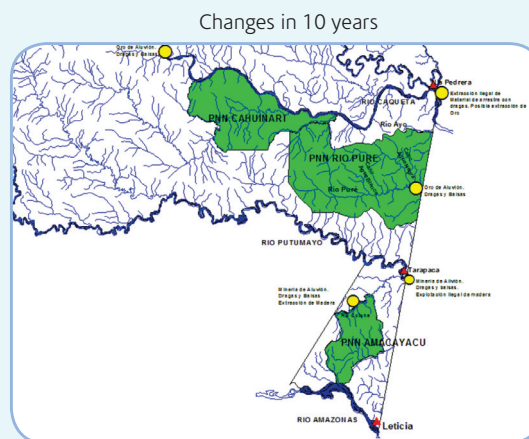 Changes in 10 years
Oro de Aluvión.
Dragas y Balsas
La Pedrera
Extracción ilegal de
Material de arrastre con
dragas. Posible extracción de
Oro
RIO CAQUETA
PNN CAHUINARI
Rio Ayo
PNN RIO PURE
Rio Puré
Oro de Aluvión.
Dragas y Balsas
RIO PUTUMAYO
Tarapaca
Minería de Aluvión.
Dragas y Balsas.
Explotación ilegal de madera
Minería de Aluvión.
Dragas y Balsas
Extracción de Madera
PNN AMACAYACU
RIO AMAZONAS
Leticia